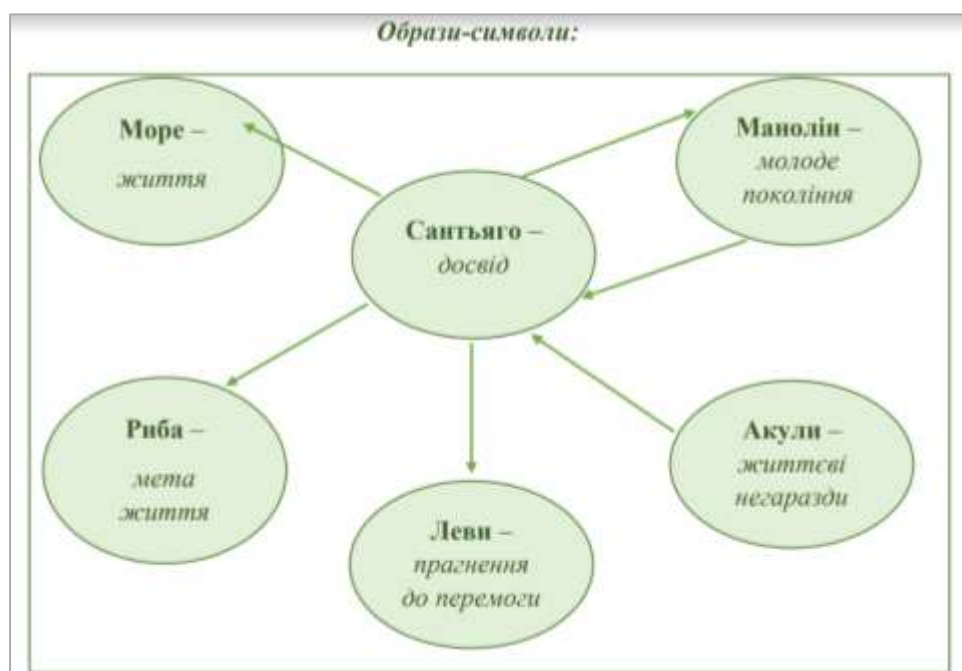 Образи-символи:
Море –
життя
Манолін –
молоде
покоління
Сантьяго –
досвід
Риба –
мета
життя
Леви –
прагнення
до перемоги
Акули –
життєві
негаразди